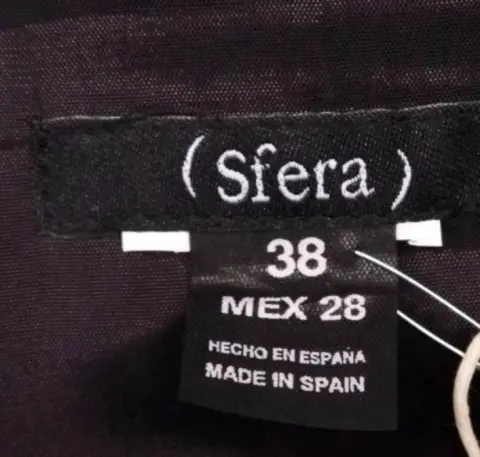 (Sfera)
38
MEX 28
HECHO EN ESPAÑA
MADE IN SPAIN